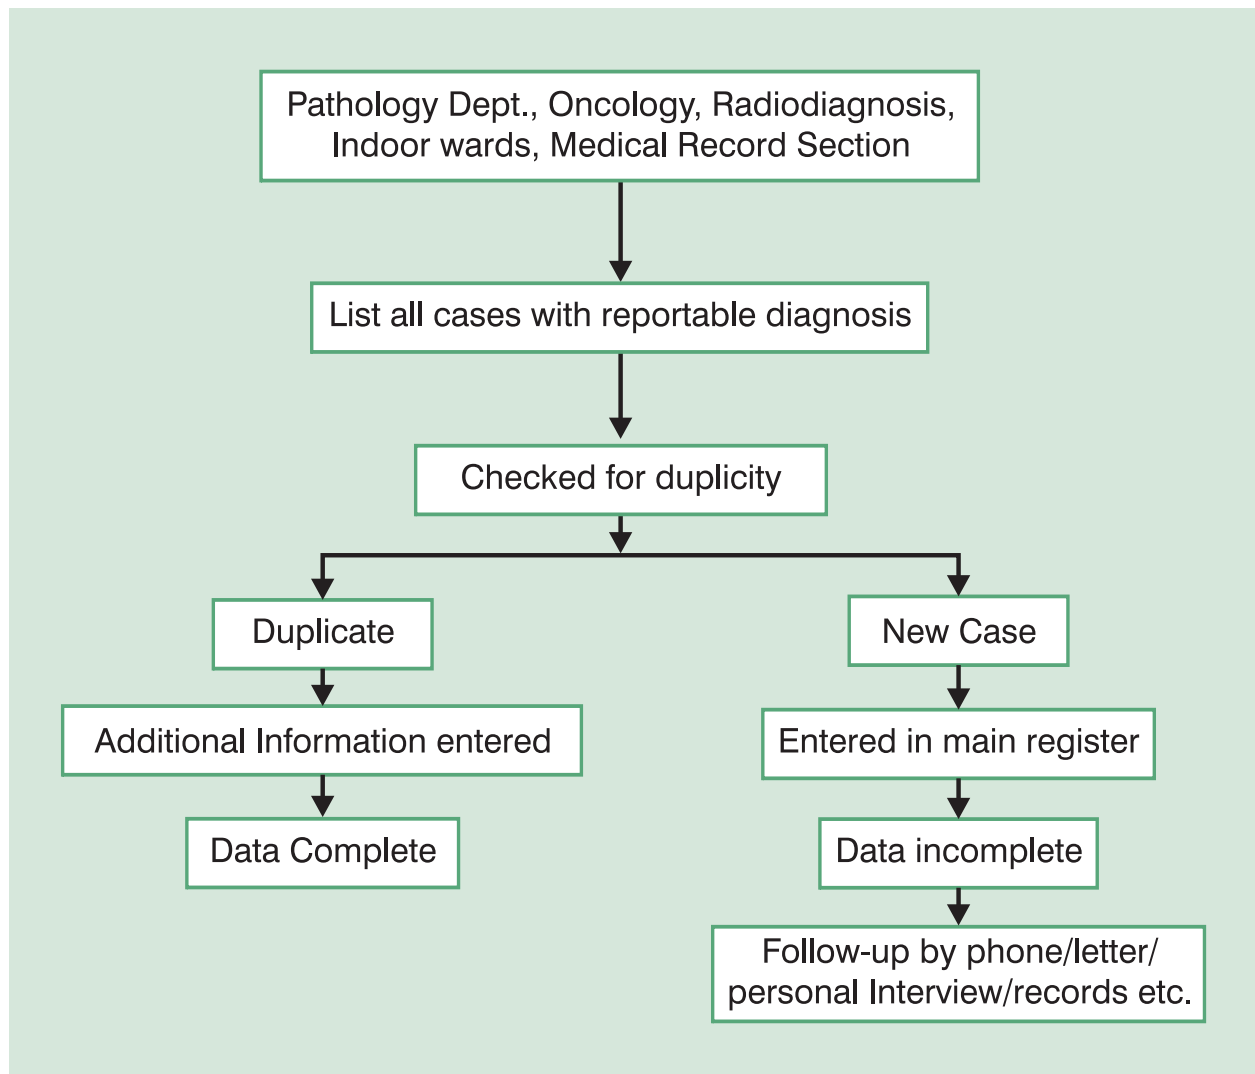 Pathology Dept., Oncology, Radiodiagnosis,
Indoor wards, Medical Record Section
List all cases with reportable diagnosis
Checked for duplicity
Duplicate
New Case
Additional Information entered
Entered in main register
Data Complete
Data incomplete
Follow-up by phone/letter/
personal Interview/records etc.